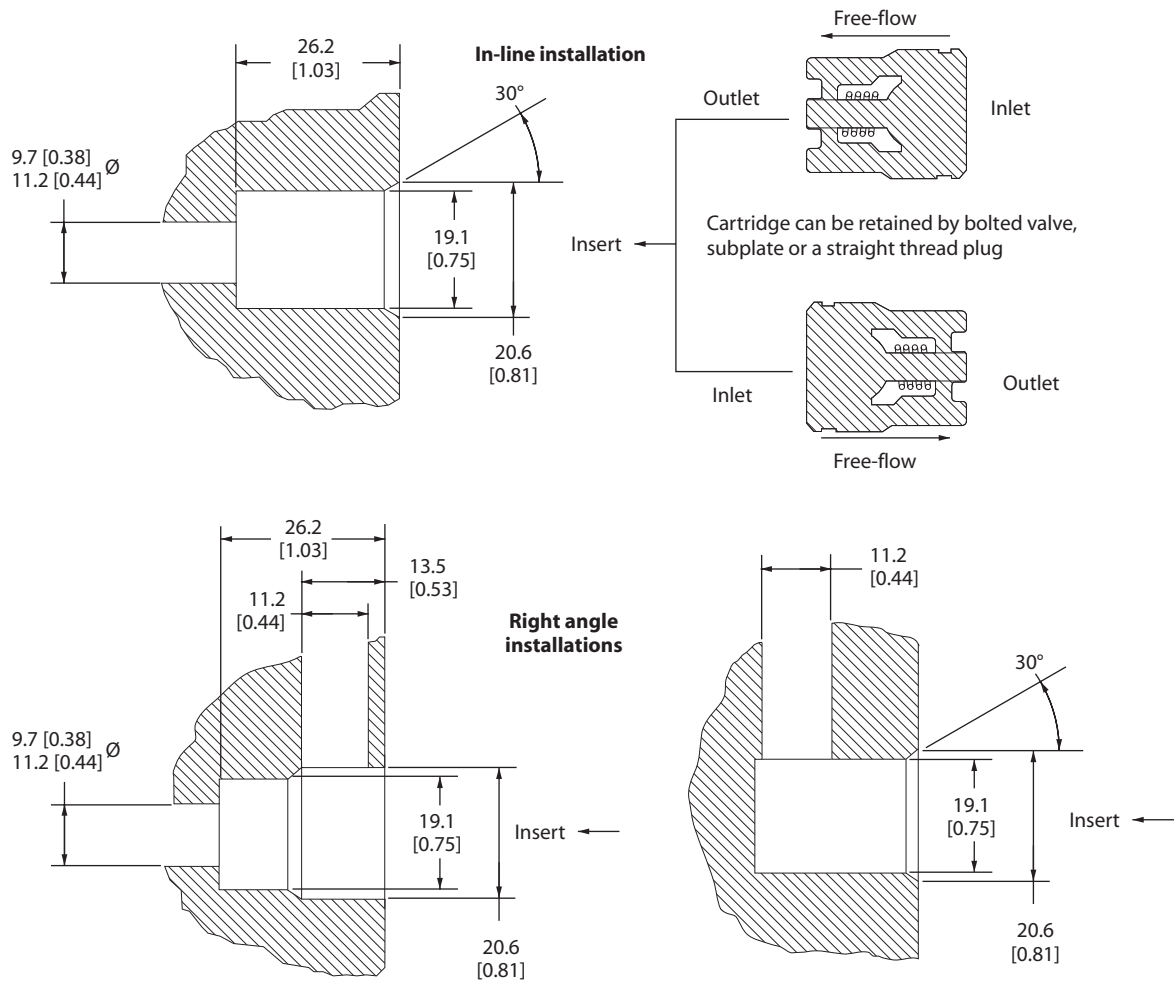 Free-flow
26.2
[1.03]
In-line installation
30°
Outlet
Inlet
9.7 [0.38]
11.2 [0.44] Ø
19.1
[0.75]
Insert
Cartridge can be retained by bolted valve,
subplate or a straight thread plug
20.6
[0.81]
Inlet
Outlet
Free-flow
26.2
[1.03]
13.5
[0.53]
11.2
[0.44]
Right angle
installations
9.7 [0.38]
11.2 [0.44] Ø
19.1
[0.75]
Insert
20.6
[0.81]
11.2
[0.44]
30°
19.1
[0.75]
Insert
20.6
[0.81]